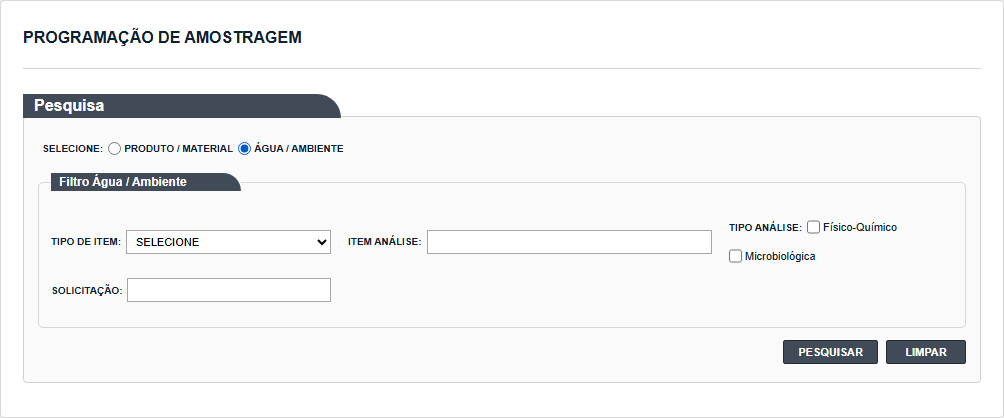 PROGRAMAÇÃO DE AMOSTRAGEM
Pesquisa
SELECIONE: PRODUTO / MATERIAL ÁGUA / AMBIENTE
Filtro Água / Ambiente
TIPO DE ITEM: SELECIONE ITEM ANÁLISE: TIPO ANÁLISE: Físico-Químico
Microbiológica
SOLICITAÇÃO:
PESQUISAR LIMPAR